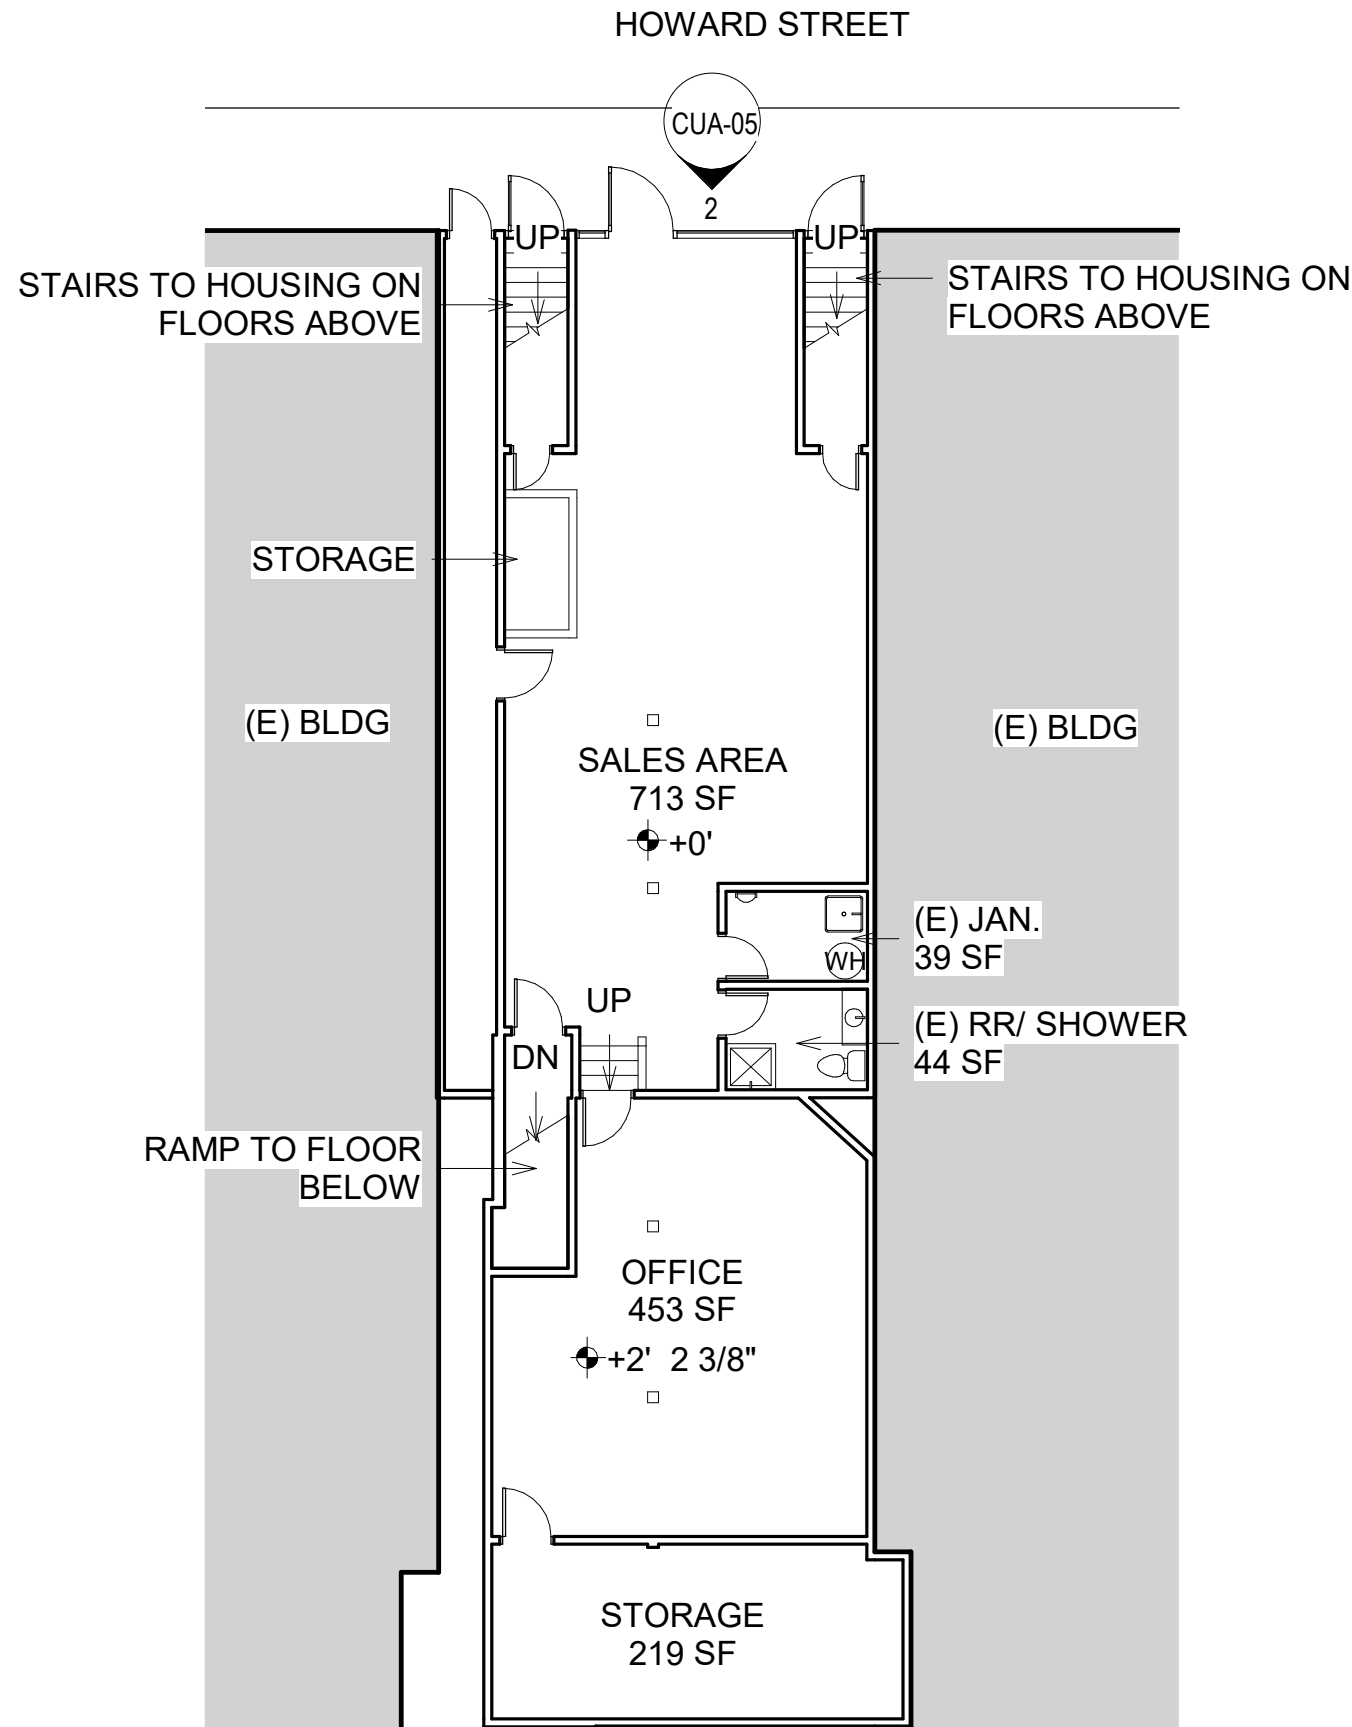 HOWARD STREET
CUA-05
2
UP
UP
STAIRS TO HOUSING ON
FLOORS ABOVE
STAIRS TO HOUSING ON
FLOORS ABOVE
STORAGE
(E) BLDG
(E) BLDG
SALES AREA
713 SF
+0'
(E) JAN.
39 SF
WH
UP
(E) RR/ SHOWER
44 SF
DN
RAMP TO FLOOR
BELOW
OFFICE
453 SF
+2' 2 3/8"
STORAGE
219 SF